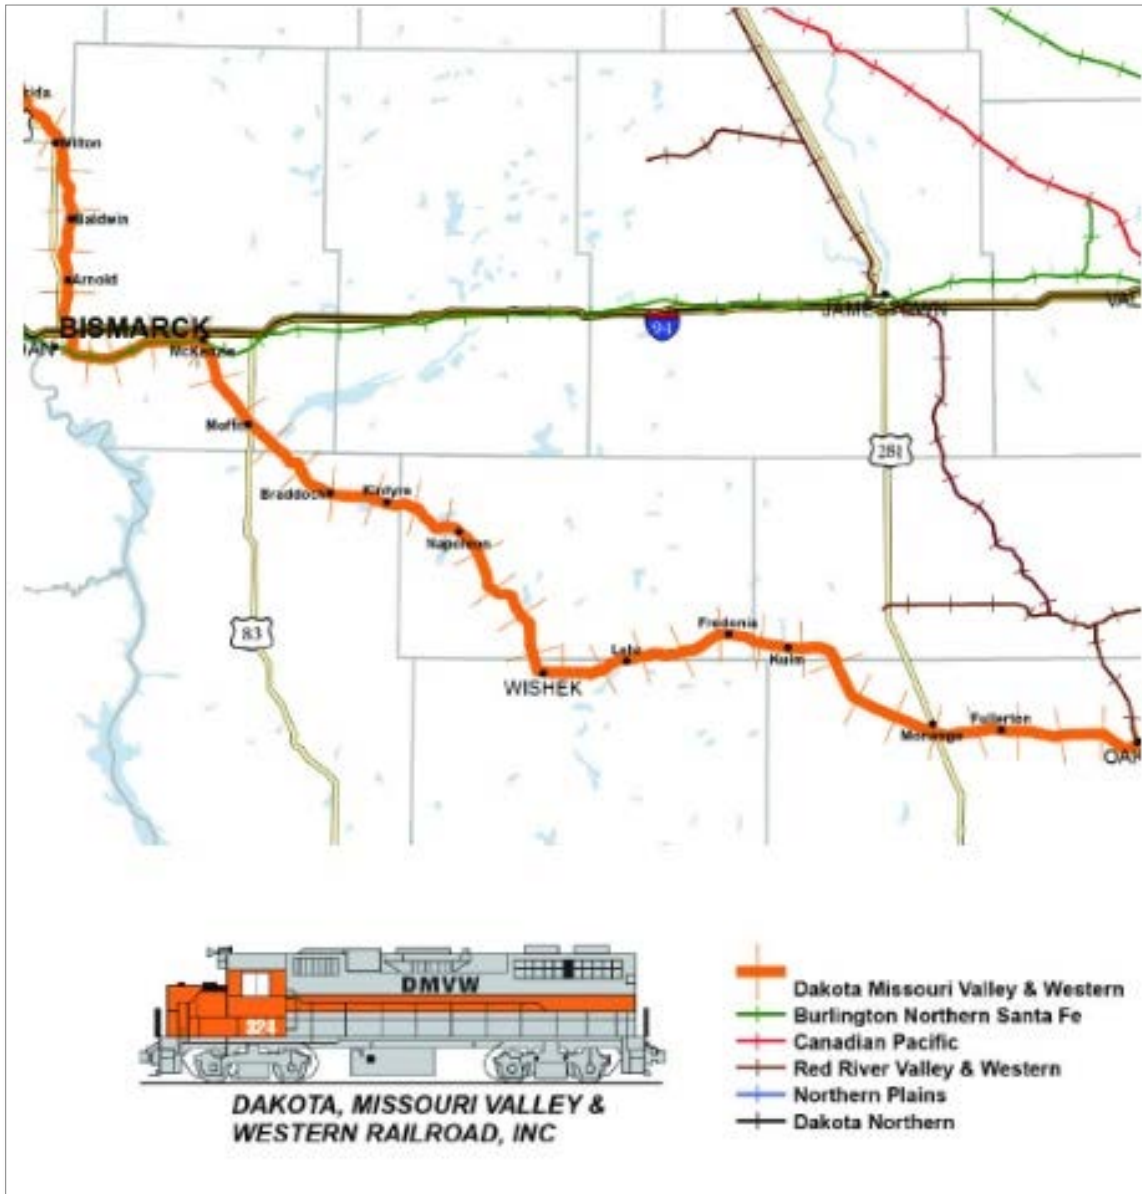 Wilton
Baldwin
Arnold
BISMARCK
McKenzie
JAMESTOWN
94
Moffit
281
Braddock
Kintyre
Napoleon
83
Fredonia
Lehr
Kulm
WISHEK
Fullerton
Monango
DMVW
324
DAKOTA, MISSOURI VALLEY &
WESTERN RAILROAD, INC
Dakota Missouri Valley & Western
Burlington Northern Santa Fe
Canadian Pacific
Red River Valley & Western
Northern Plains
Dakota Northern